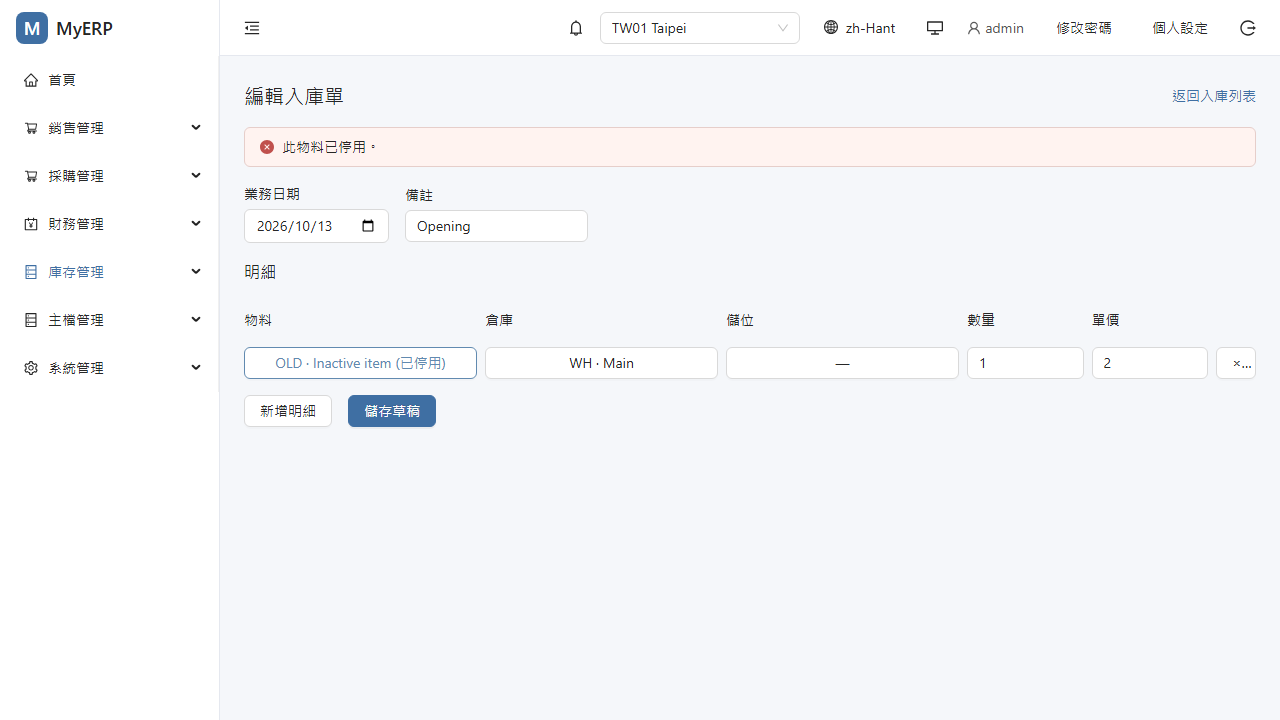 M MyERP
TW01 Taipei
zh-Hant
admin
修改密碼
個人設定
首頁
銷售管理
採購管理
財務管理
庫存管理
主檔管理
系統管理
編輯入庫單
返回入庫列表
此物料已停用。
業務日期
備註
2026/10/13
Opening
明細
物料
倉庫
儲位
數量
單價
OLD · Inactive item (已停用)
WH · Main
—
1
2
×...
新增明細
儲存草稿